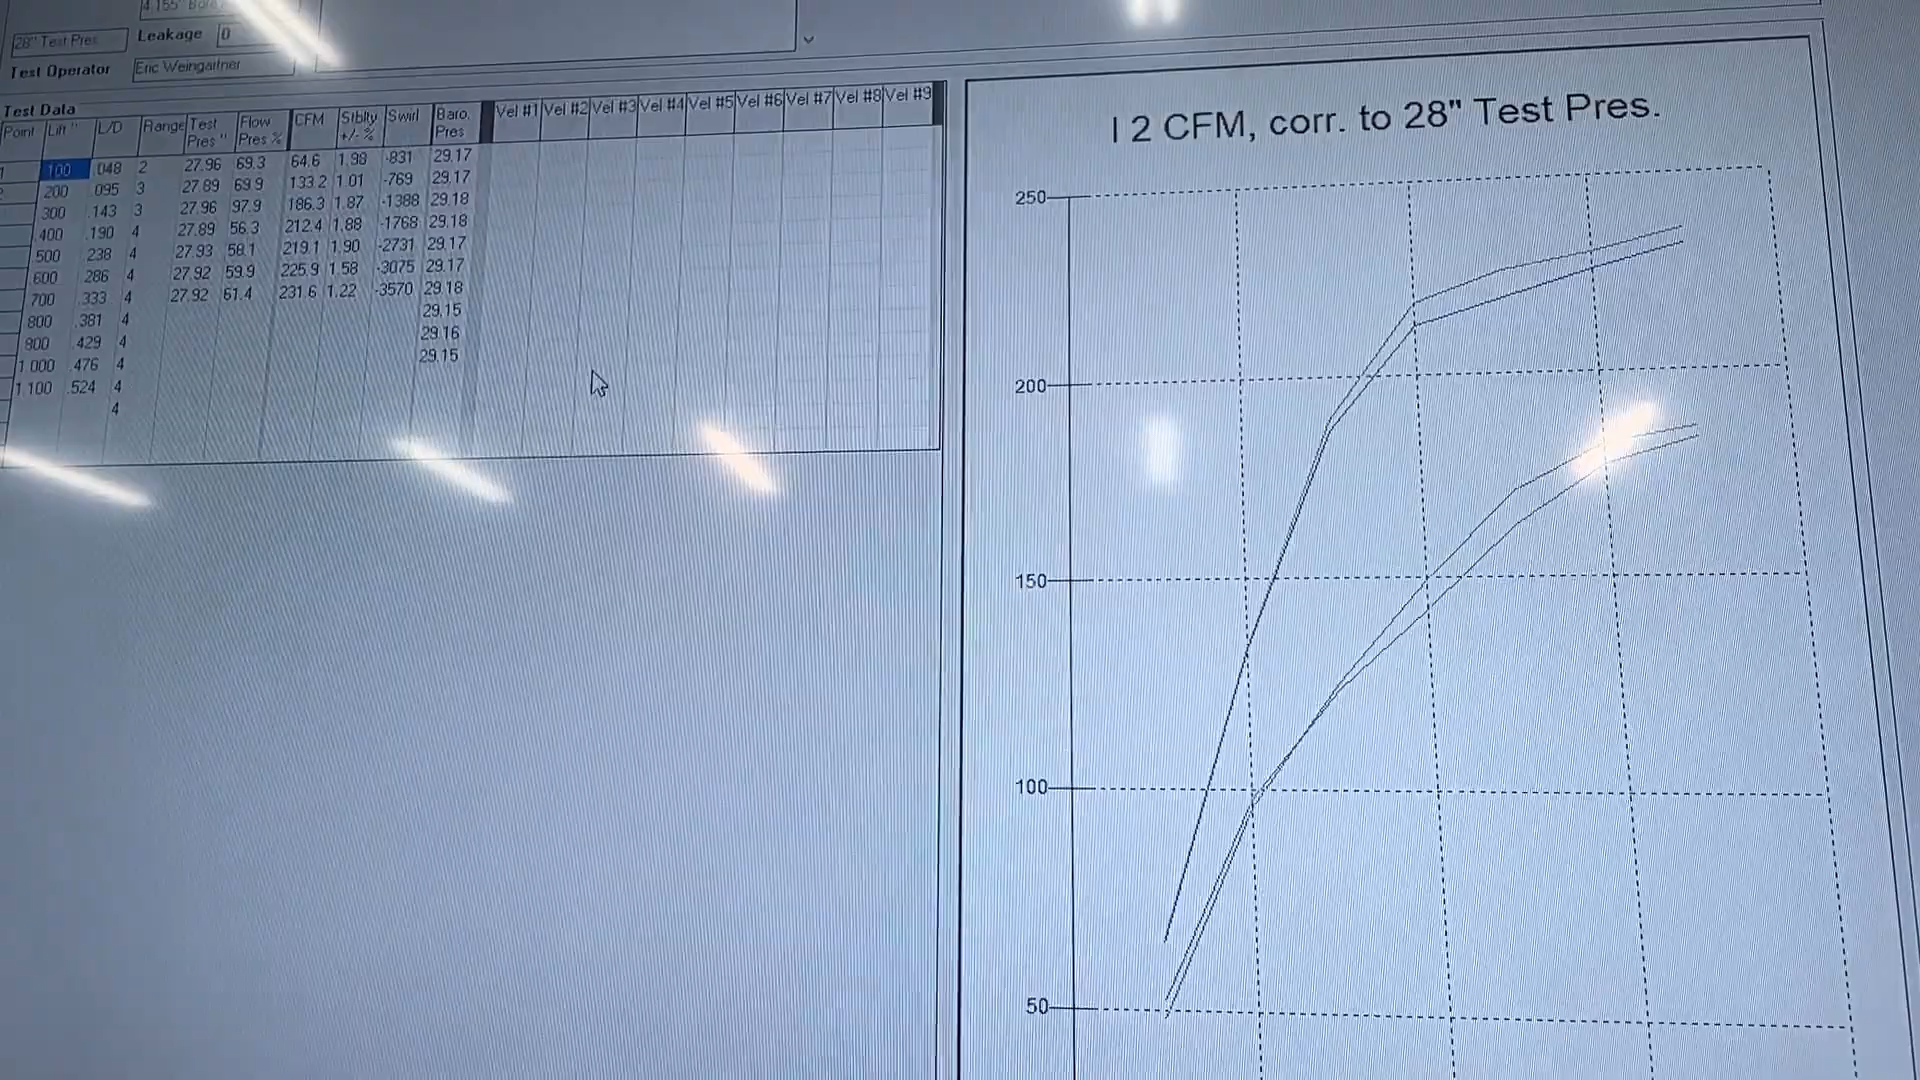 4.155" Bore
28" Test Pres Leakage 0
Test Operator Eric Weingartner
Test Data
Point Lift " L/D Range Test Pres " Flow Pres % CFM Stblty +/- % Swirl Baro. Pres Vel #1 Vel #2 Vel #3 Vel #4 Vel #5 Vel #6 Vel #7 Vel #8 Vel #9
1 .100 .048 2 27.96 69.3 64.6 1.98 -831 29.17
200 .095 3 27.89 69.9 133.2 1.01 -769 29.17
300 .143 3 27.96 97.9 186.3 1.87 -1388 29.18
.400 .190 4 27.89 56.3 212.4 1.88 -1768 29.18
500 238 4 27.93 58.1 219.1 1.90 -2731 29.17
600 286 4 27.92 59.9 225.9 1.58 -3075 29.17
700 .333 4 27.92 61.4 231.6 1.22 -3570 29.18
800 .381 4 29.15
800 .429 4 29.16
1.000 .476 4 29.15
1.100 .524 4
4
I 2 CFM, corr. to 28" Test Pres.
250
200
150
100
50